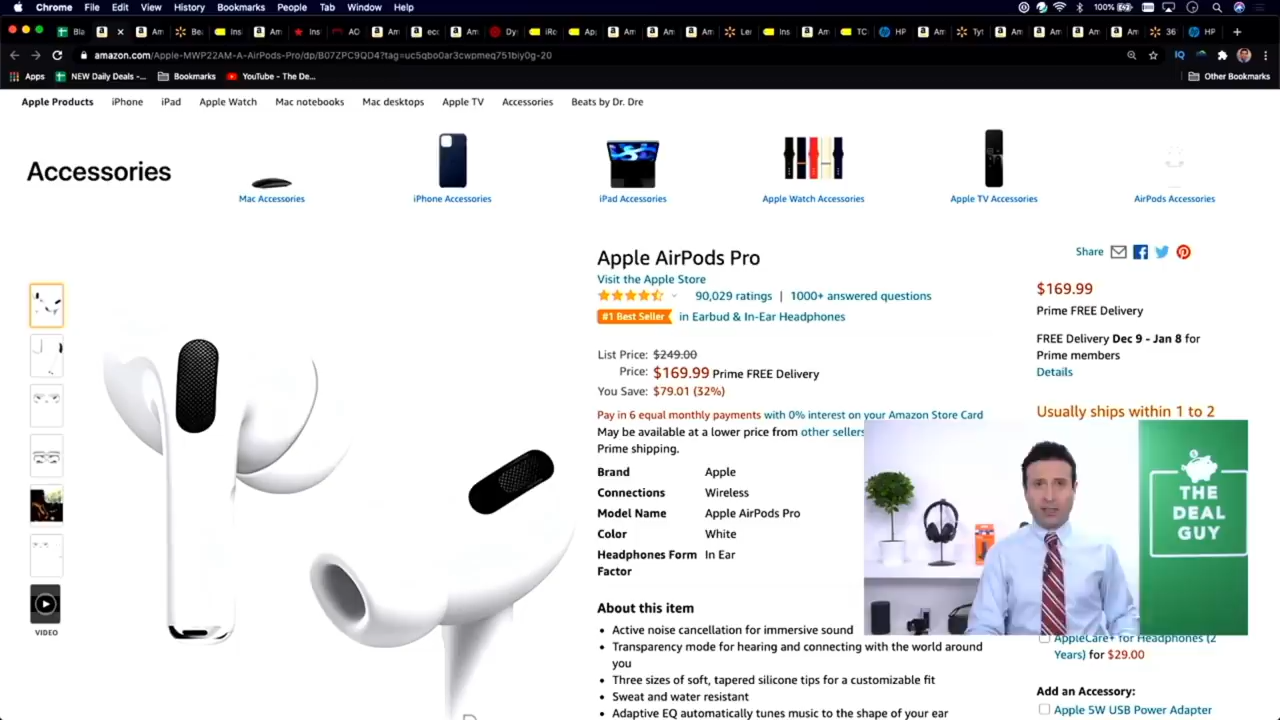 Chrome File Edit View History Bookmarks People Tab Window Help 100%
amazon.com/Apple-MWP22AM-A-AirPods-Pro/dp/B07ZPC9QD4?tag=uc5qbo0ar3cwpmeq751biy0g-20
Apps NEW Daily Deals -... Bookmarks YouTube - The De... Other Bookmarks
Apple Products iPhone iPad Apple Watch Mac notebooks Mac desktops Apple TV Accessories Beats by Dr. Dre
Accessories
Mac Accessories iPhone Accessories iPad Accessories Apple Watch Accessories Apple TV Accessories AirPods Accessories
Apple AirPods Pro
Visit the Apple Store
90,029 ratings | 1000+ answered questions
#1 Best Seller in Earbud & In-Ear Headphones
List Price: $249.00
Price: $169.99 Prime FREE Delivery
You Save: $79.01 (32%)
Pay in 6 equal monthly payments with 0% interest on your Amazon Store Card
May be available at a lower price from other sellers
Prime shipping.
Brand Apple
Connections Wireless
Model Name Apple AirPods Pro
Color White
Headphones Form In Ear
Factor
About this item
• Active noise cancellation for immersive sound
• Transparency mode for hearing and connecting with the world around
you
• Three sizes of soft, tapered silicone tips for a customizable fit
• Sweat and water resistant
• Adaptive EQ automatically tunes music to the shape of your ear
VIDEO
Share
$169.99
Prime FREE Delivery
FREE Delivery Dec 9 - Jan 8 for
Prime members
Details
Usually ships within 1 to 2
THE
DEAL
GUY
AppleCare+ for Headphones (2
Years) for $29.00
Add an Accessory:
Apple 5W USB Power Adapter